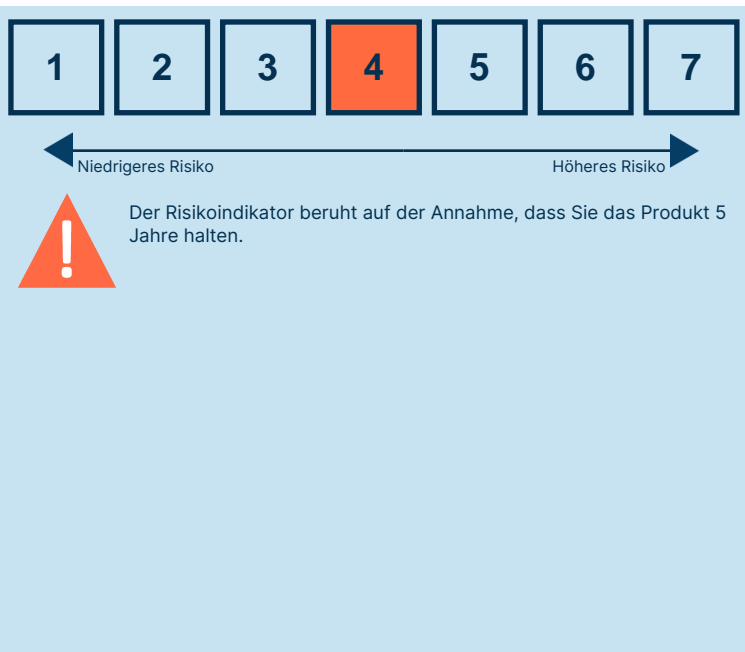 1 2 3 4 5 6 7
Niedrigeres Risiko Höheres Risiko
!
Der Risikoindikator beruht auf der Annahme, dass Sie das Produkt 5
Jahre halten.